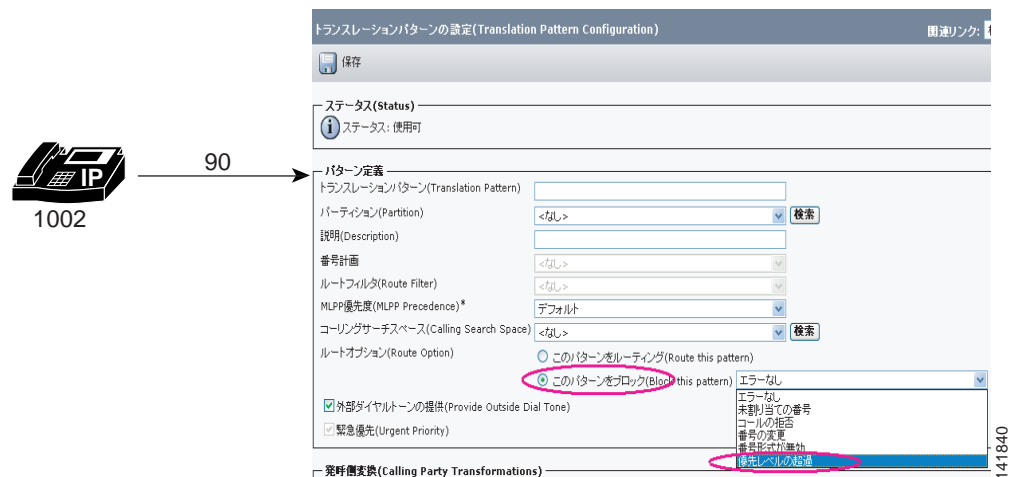 トランスレーションパターンの設定(Translation Pattern Configuration)
関連リンク:
保存
ステータス(Status)
ステータス: 使用可
IP
1002
90
パターン定義
トランスレーションパターン(Translation Pattern)
パーティション(Partition) <なし> 検索
説明(Description)
番号計画 <なし>
ルートフィルタ(Route Filter) <なし>
MLPP優先度(MLPP Precedence)* デフォルト
コーリングサーチスペース(Calling Search Space) <なし> 検索
ルートオプション(Route Option) このパターンをルーティング(Route this pattern)
このパターンをブロック(Block this pattern) エラーなし
エラーなし
未割り当ての番号
コールの拒否
番号の変更
番号形式が無効
優先レベルの超過
外部ダイヤルトーンの提供(Provide Outside Dial Tone)
緊急優先(Urgent Priority)
発呼側変換(Calling Party Transformations)
141840